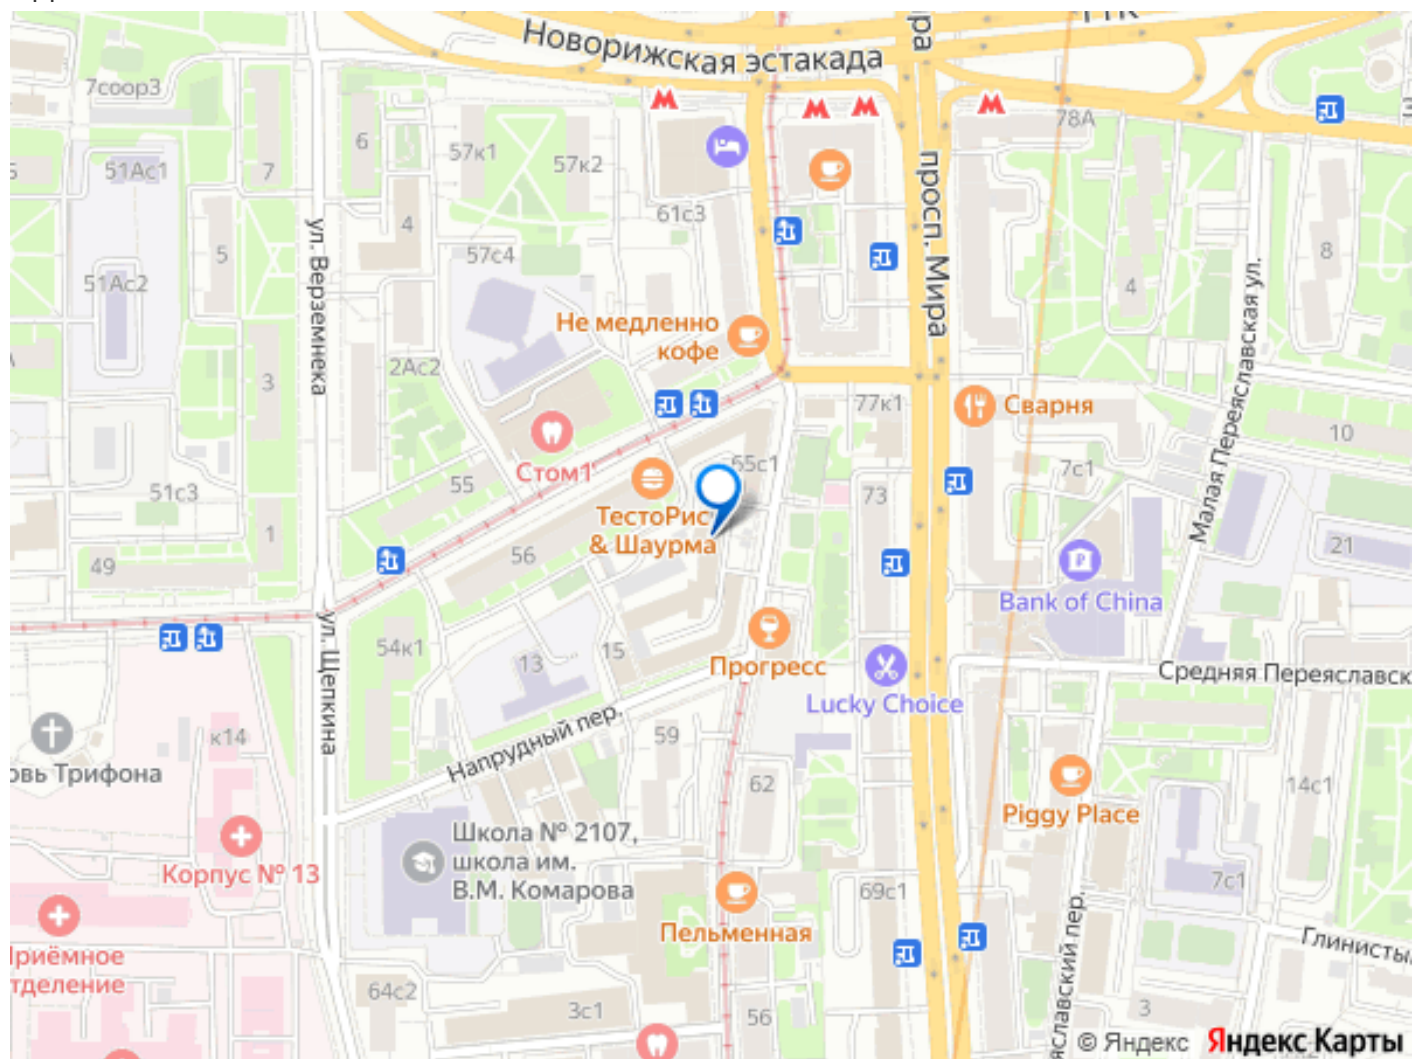 Новорижская эстакада
7соор3
78А
51Ас1
7
6
57к1
57к2
4
61с3
просп. Мира
5
57с4
8
51Ас2
4
ул. Верземнека
Не медленно
кофе
Малая Переяславская ул.
3
2Ас2
77к1
Сварня
10
65с1
Стом1
7с1
51с3
55
73
ТестоРис
& Шаурма
1
56
21
49
Bank of China
ул. Щепкина
54к1
15
13
Прогресс
Средняя Переяславск
Lucky Choice
Напрудный пер.
59
к14
овь Трифона
62
14с1
Piggy Place
Школа № 2107,
школа им.
В.М. Комарова
Корпус № 13
7с1
69с1
Пельменная
яславский пер.
Глинисты
Приёмное
тделение
64с2
3с1
56
3
© Яндекс Яндекс Карты